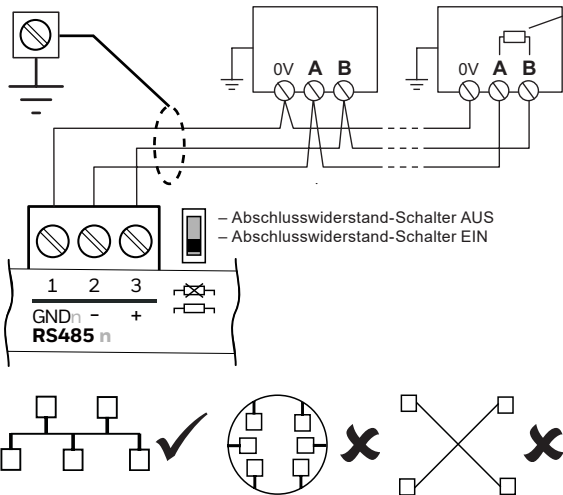 0V A B
0V A B
– Abschlusswiderstand-Schalter AUS
– Abschlusswiderstand-Schalter EIN
1 2 3
GNDn – +
RS485 n